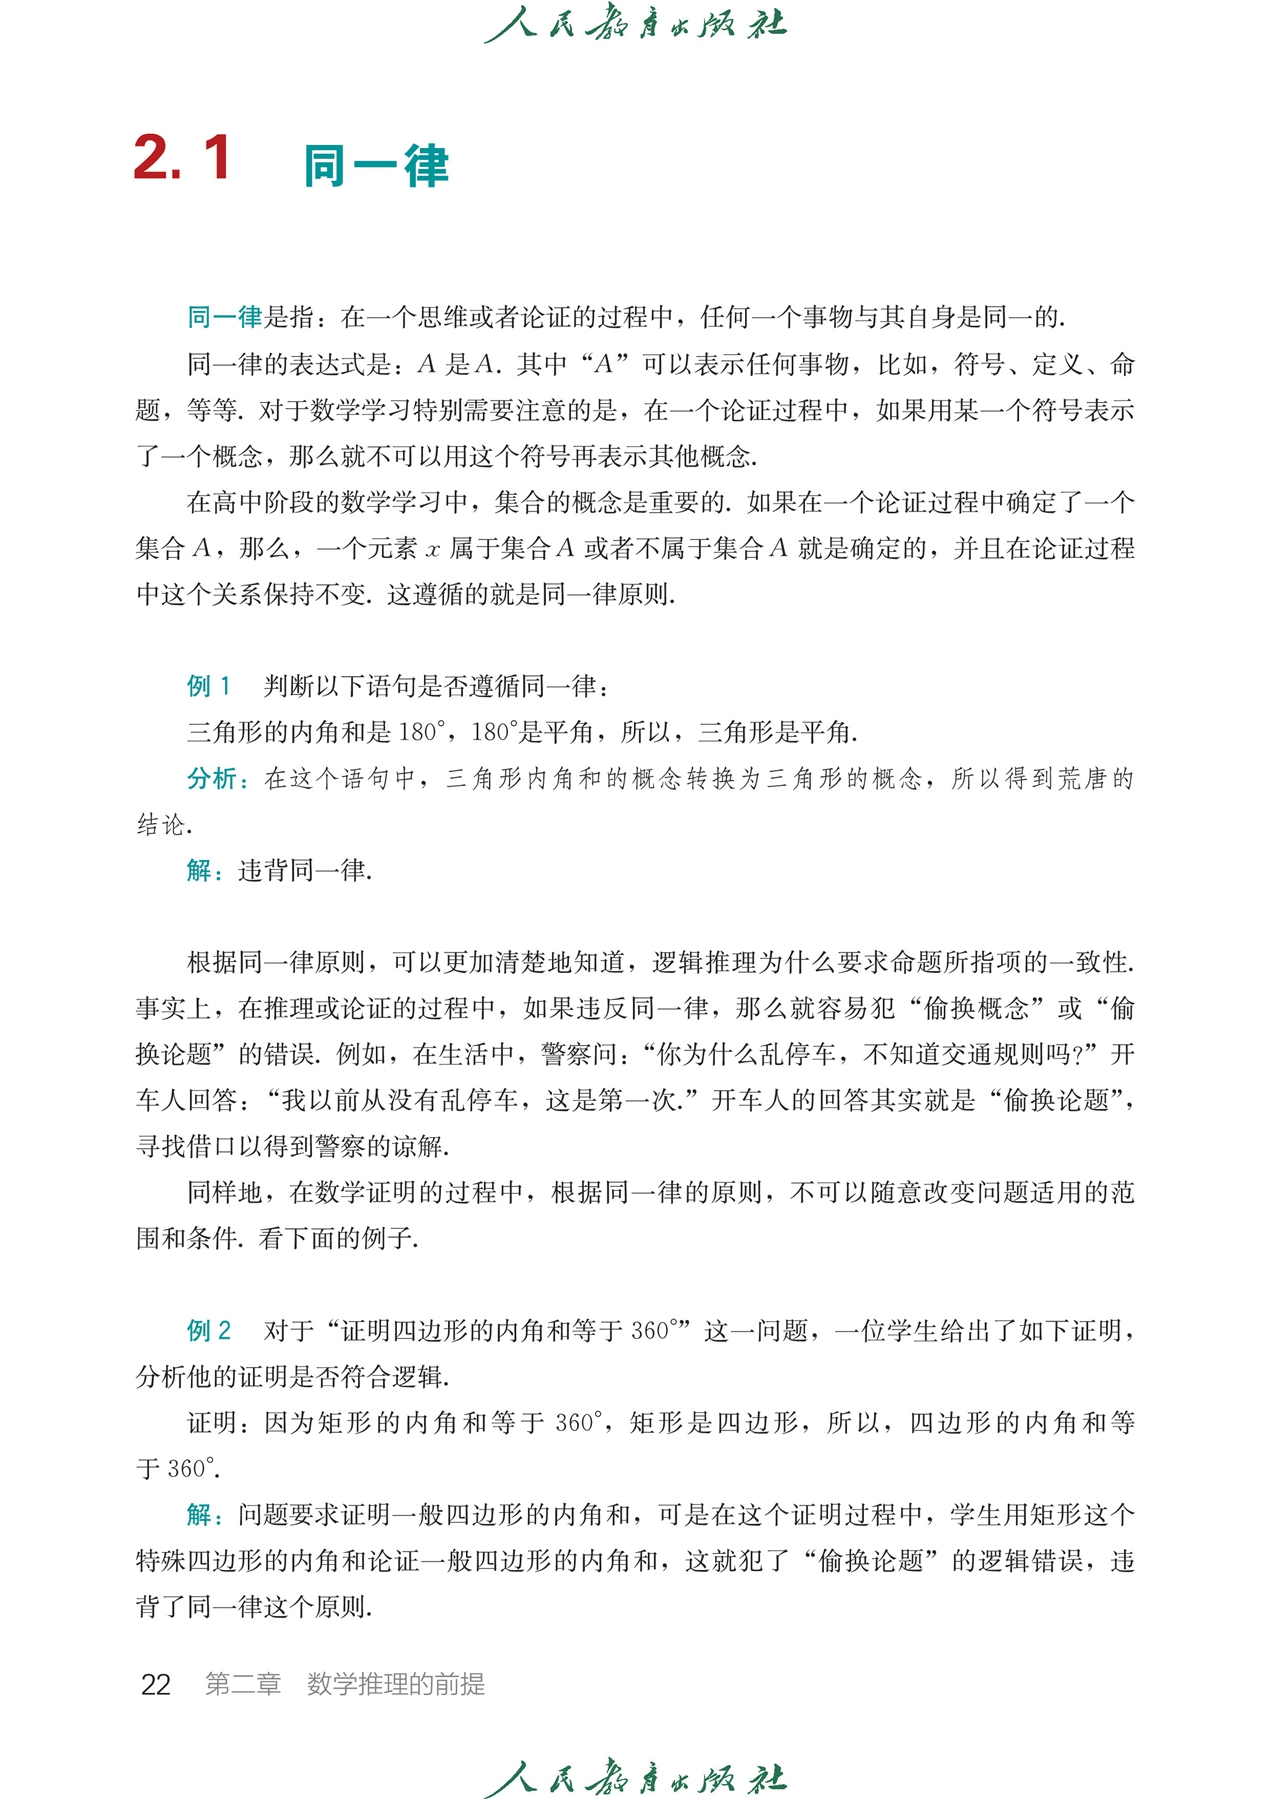 人民教育出版社
2.1 同一律
同一律是指：在一个思维或者论证的过程中，任何一个事物与其自身是同一的.
同一律的表达式是：A 是A. 其中“A”可以表示任何事物，比如，符号、定义、命
题，等等. 对于数学学习特别需要注意的是，在一个论证过程中，如果用某一个符号表示
了一个概念，那么就不可以用这个符号再表示其他概念.
在高中阶段的数学学习中，集合的概念是重要的. 如果在一个论证过程中确定了一个
集合A，那么，一个元素 x 属于集合A 或者不属于集合A 就是确定的，并且在论证过程
中这个关系保持不变. 这遵循的就是同一律原则.
例1 判断以下语句是否遵循同一律：
三角形的内角和是180°，180°是平角，所以，三角形是平角.
分析：在这个语句中，三角形内角和的概念转换为三角形的概念，所以得到荒唐的
结论.
解：违背同一律.
根据同一律原则，可以更加清楚地知道，逻辑推理为什么要求命题所指项的一致性.
事实上，在推理或论证的过程中，如果违反同一律，那么就容易犯“偷换概念”或“偷
换论题”的错误. 例如，在生活中，警察问：“你为什么乱停车，不知道交通规则吗?”开
车人回答：“我以前从没有乱停车，这是第一次.”开车人的回答其实就是“偷换论题”，
寻找借口以得到警察的谅解.
同样地，在数学证明的过程中，根据同一律的原则，不可以随意改变问题适用的范
围和条件. 看下面的例子.
例2 对于“证明四边形的内角和等于360°”这一问题，一位学生给出了如下证明，
分析他的证明是否符合逻辑.
证明：因为矩形的内角和等于360°，矩形是四边形，所以，四边形的内角和等
于360°.
解：问题要求证明一般四边形的内角和，可是在这个证明过程中，学生用矩形这个
特殊四边形的内角和论证一般四边形的内角和，这就犯了“偷换论题”的逻辑错误，违
背了同一律这个原则.
22 第二章 数学推理的前提
人民教育出版社